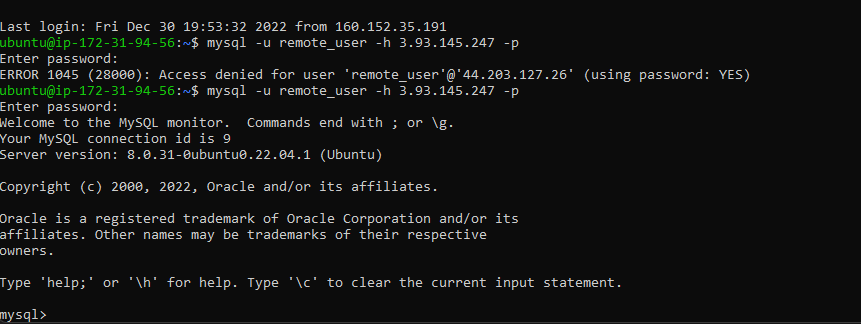 Last login: Fri Dec 30 19:53:32 2022 from 160.152.35.191
ubuntu@ip-172-31-94-56:~$ mysql -u remote_user -h 3.93.145.247 -p
Enter password:
ERROR 1045 (28000): Access denied for user 'remote_user'@'44.203.127.26' (using password: YES)
ubuntu@ip-172-31-94-56:~$ mysql -u remote_user -h 3.93.145.247 -p
Enter password:
Welcome to the MySQL monitor.  Commands end with ; or \g.
Your MySQL connection id is 9
Server version: 8.0.31-0ubuntu0.22.04.1 (Ubuntu)
Copyright (c) 2000, 2022, Oracle and/or its affiliates.
Oracle is a registered trademark of Oracle Corporation and/or its
affiliates. Other names may be trademarks of their respective
owners.
Type 'help;' or '\h' for help. Type '\c' to clear the current input statement.
mysql>